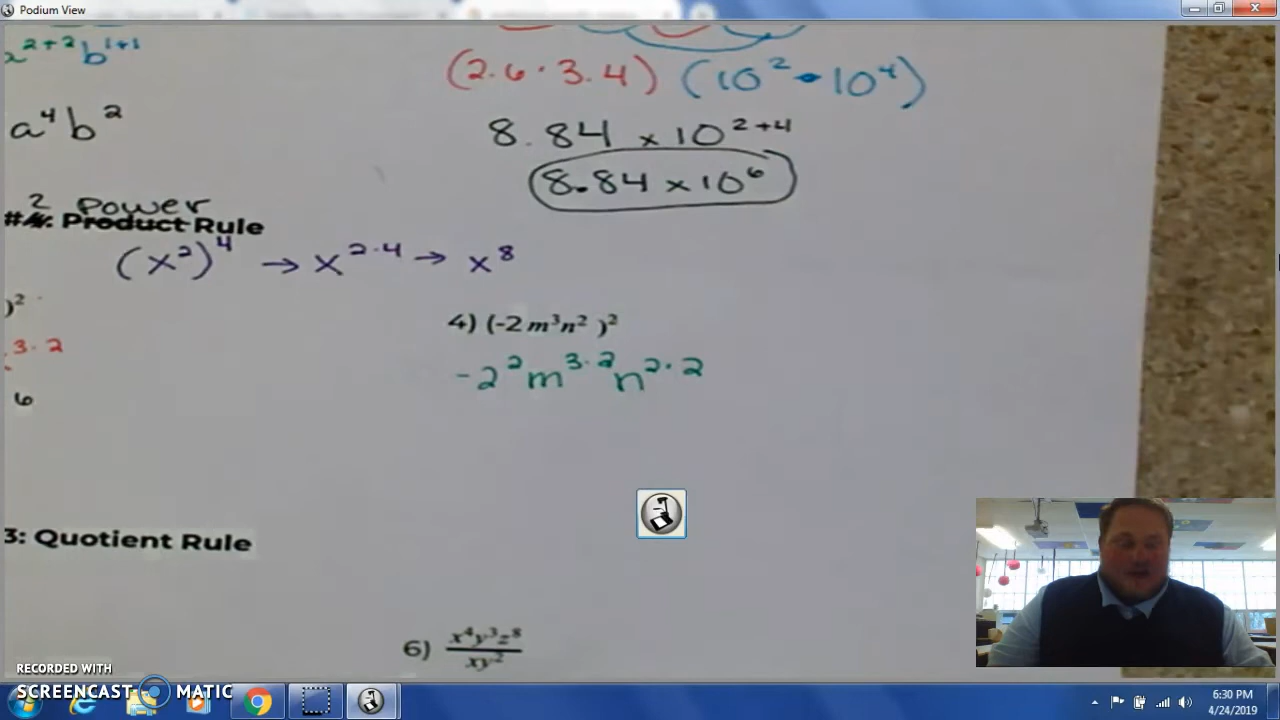 Podium View
a^{2+2}b^{1+1}
(2.6 · 3.4) (10^2 • 10^4)
a^4b^2
8.84 x 10^{2+4}
8.84 x 10^6
2 Power
#4: Product Rule
(x^2)^4 → x^{2·4} → x^8
)^2
4) (-2m^3n^2 )^2
3·2
-2^2m^{3·2}n^{2·2}
6
3: Quotient Rule
6) x^4y^3z^8
xy^2
RECORDED WITH
SCREENCAST MATIC
6:30 PM
4/24/2019